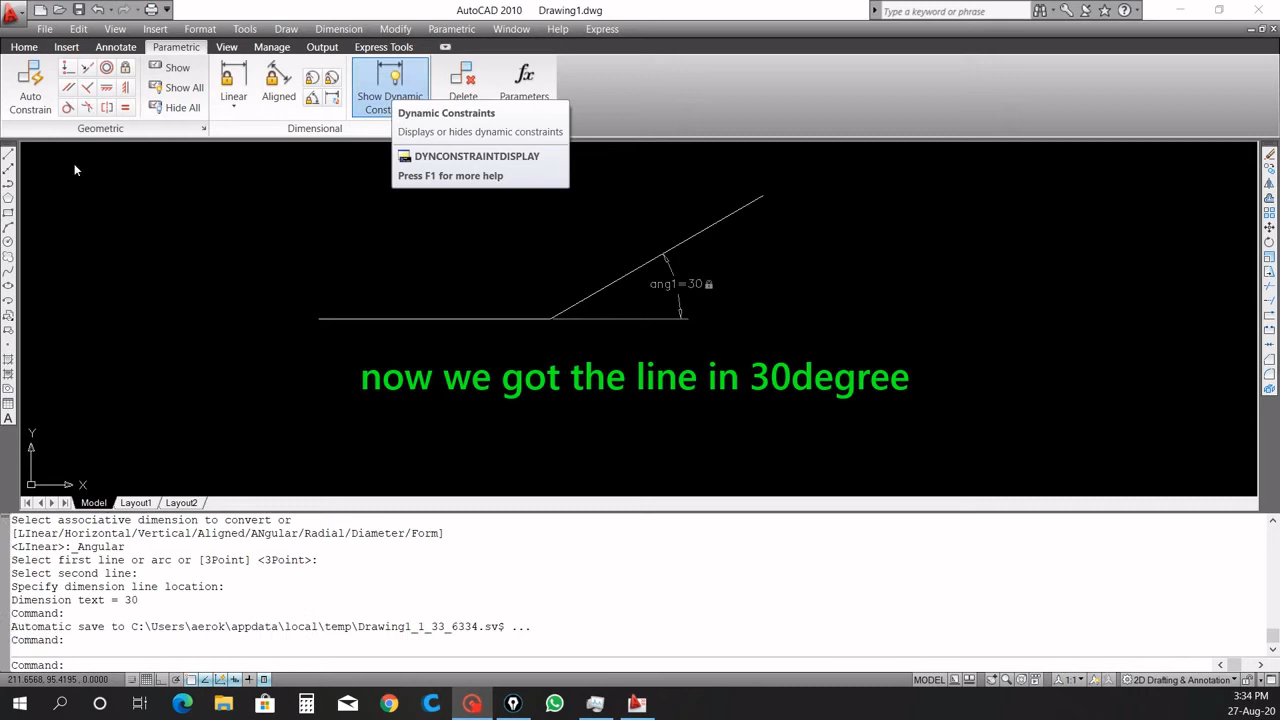 AutoCAD 2010 Drawing1.dwg
Type a keyword or phrase
File Edit View Insert Format Tools Draw Dimension Modify Parametric Window Help Express
Home Insert Annotate Parametric View Manage Output Express Tools
Auto
Constrain
Show
Show All
Hide All
Linear
Aligned
Show Dynamic
Const
Delete
Parameters
fx
Geometric
Dimensional
Dynamic Constraints
Displays or hides dynamic constraints
DYNCONSTRAINTDISPLAY
Press F1 for more help
A
ang1=30
now we got the line in 30degree
Y
X
Model Layout1 Layout2
Select associative dimension to convert or
[LInear/Horizontal/Vertical/Aligned/ANgular/Radial/Diameter/Form]
<LInear>:_Angular
Select first line or arc or [3Point] <3Point>:
Select second line:
Specify dimension line location:
Dimension text = 30
Command:
Automatic save to C:\Users\aerok\appdata\local\temp\Drawing1_1_33_6334.sv$ ...
Command:
Command:
211.6568, 95.4195, 0.0000
MODEL
1:1
2D Drafting & Annotation
3:34 PM
27-Aug-20